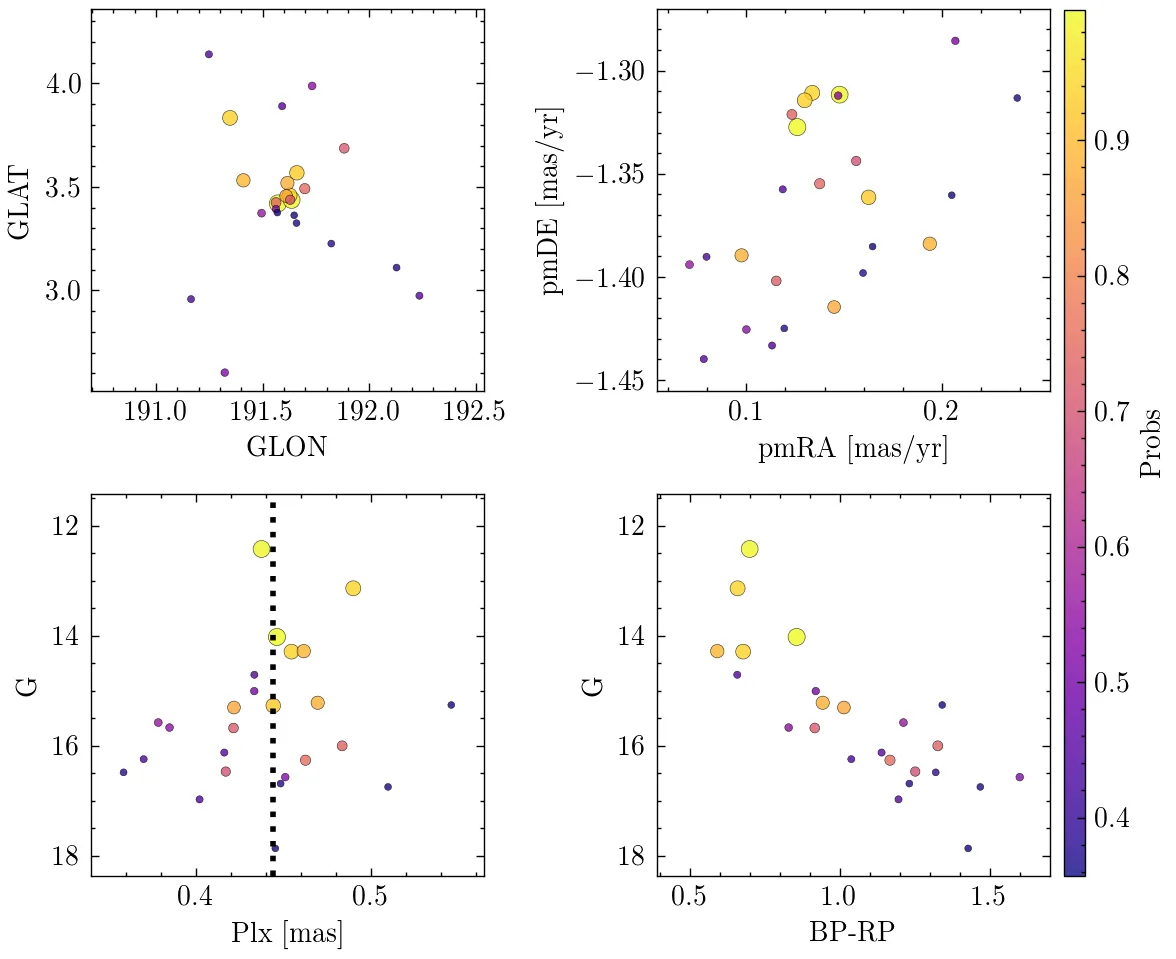 4.0
3.5
3.0
GLAT
191.0 191.5 192.0 192.5
GLON
−1.30
−1.35
−1.40
−1.45
pmDE [mas/yr]
0.1 0.2
pmRA [mas/yr]
0.9
0.8
0.7
0.6
0.5
0.4
Probs
12
14
16
18
G
0.4 0.5
Plx [mas]
12
14
16
18
G
0.5 1.0 1.5
BP-RP